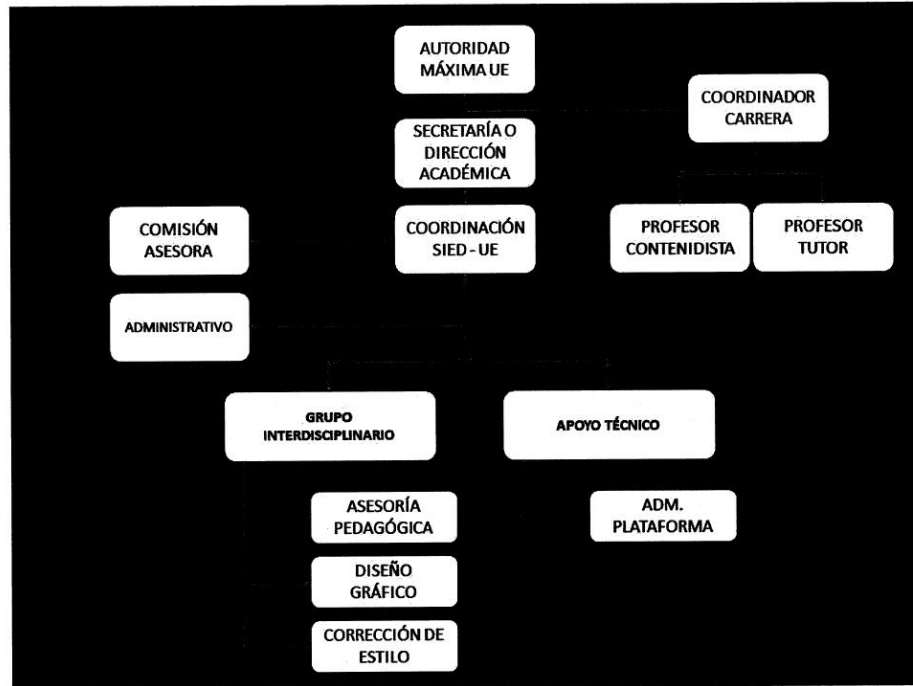 AUTORIDAD
MÁXIMA UE
COORDINADOR
CARRERA
SECRETARÍA O
DIRECCIÓN
ACADÉMICA
COMISIÓN
ASESORA
COORDINACIÓN
SIED - UE
PROFESOR
CONTENIDISTA
PROFESOR
TUTOR
ADMINISTRATIVO
GRUPO
INTERDISCIPLINARIO
APOYO TÉCNICO
ASESORÍA
PEDAGÓGICA
ADM.
PLATAFORMA
DISEÑO
GRÁFICO
CORRECCIÓN DE
ESTILO